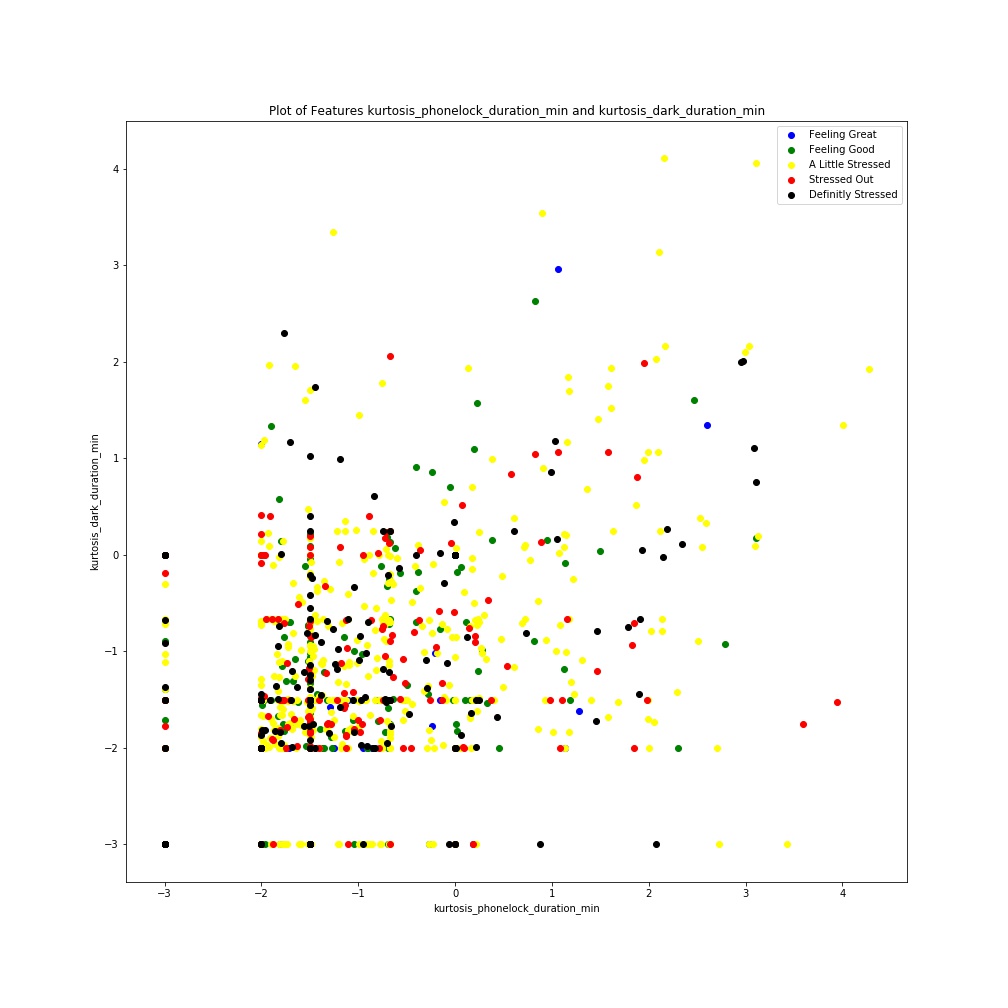 Plot of Features kurtosis_phonelock_duration_min and kurtosis_dark_duration_min
Feeling Great
Feeling Good
A Little Stressed
Stressed Out
Definitly Stressed
kurtosis_dark_duration_min
4
3
2
1
0
−1
−2
−3
−3 −2 −1 0 1 2 3 4
kurtosis_phonelock_duration_min